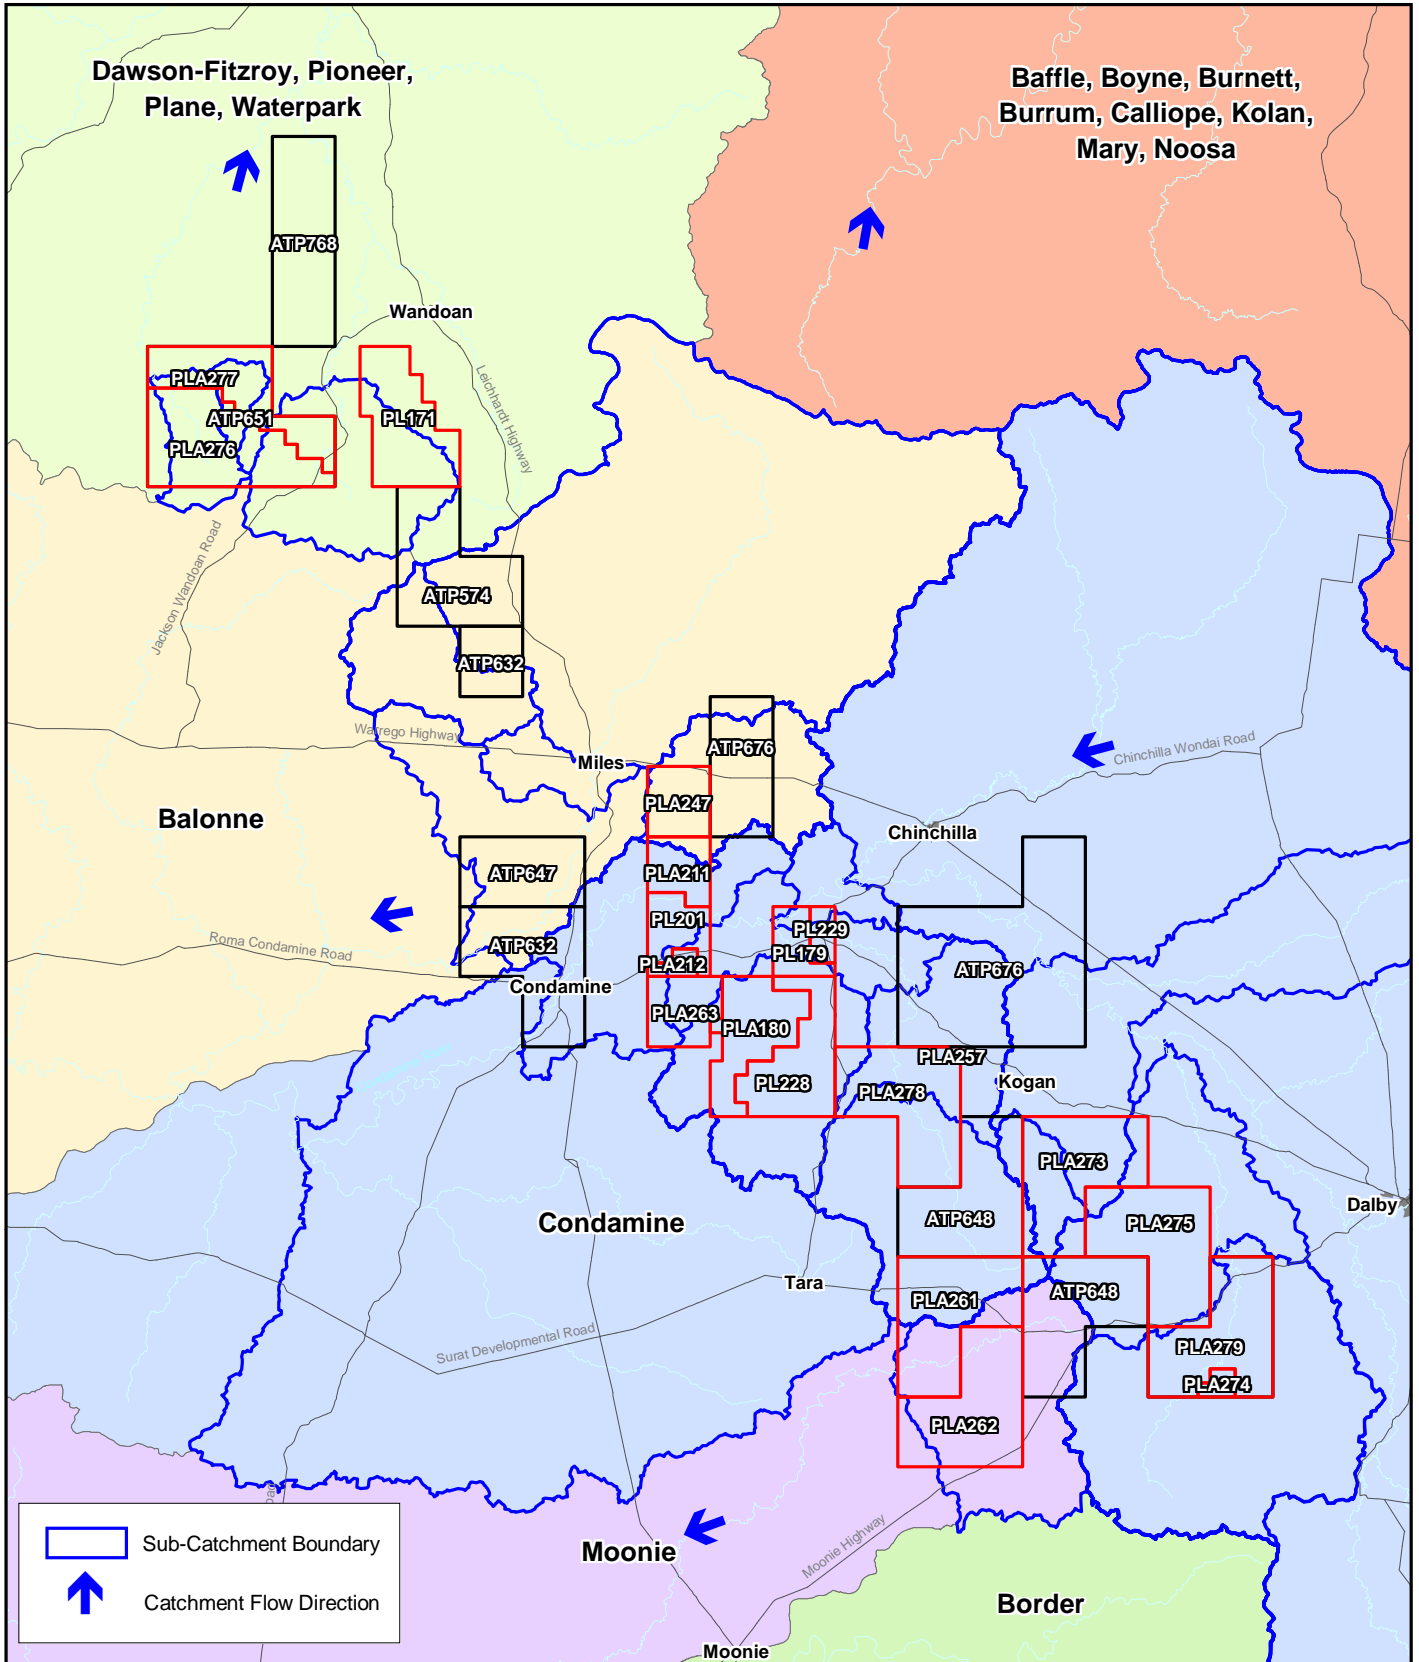 Dawson-Fitzroy, Pioneer,
Plane, Waterpark
Baffle, Boyne, Burnett,
Burrum, Calliope, Kolan,
Mary, Noosa
ATP768
Wandoan
Leichhardt Highway
PLA277
ATP651
PL171
PLA276
Jackson Wandoan Road
ATP574
ATP632
Warrego Highway
Miles
ATP676
Chinchilla Wondai Road
PLA247
Balonne
Chinchilla
ATP647
PLA211
PL201
PL229
Roma Condamine Road
ATP632
PL179
PLA212
ATP676
Condamine
PLA263
PLA180
PLA257
PL228
PLA278
Kogan
PLA273
Dalby
Condamine
ATP648
PLA275
Tara
PLA261
ATP648
Surat Developmental Road
PLA279
PLA274
PLA262
Sub-Catchment Boundary
Catchment Flow Direction
Moonie
Moonie Highway
Border
Moonie